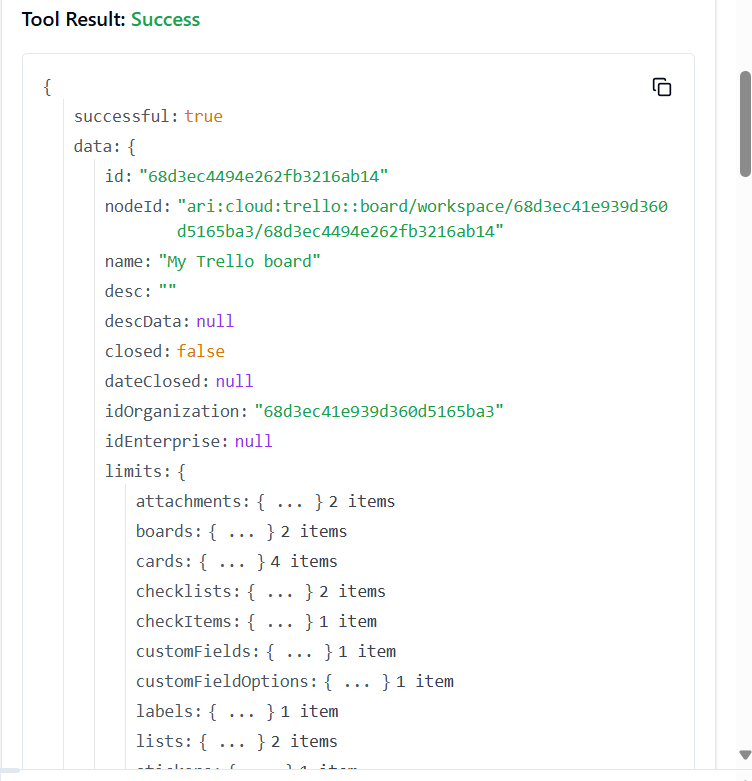 Tool Result: Success
{
successful: true
data: {
id: "68d3ec4494e262fb3216ab14"
nodeId: "ari:cloud:trello::board/workspace/68d3ec41e939d360
d5165ba3/68d3ec4494e262fb3216ab14"
name: "My Trello board"
desc: ""
descData: null
closed: false
dateClosed: null
idOrganization: "68d3ec41e939d360d5165ba3"
idEnterprise: null
limits: {
attachments: { ... } 2 items
boards: { ... } 2 items
cards: { ... } 4 items
checklists: { ... } 2 items
checkItems: { ... } 1 item
customFields: { ... } 1 item
customFieldOptions: { ... } 1 item
labels: { ... } 1 item
lists: { ... } 2 items